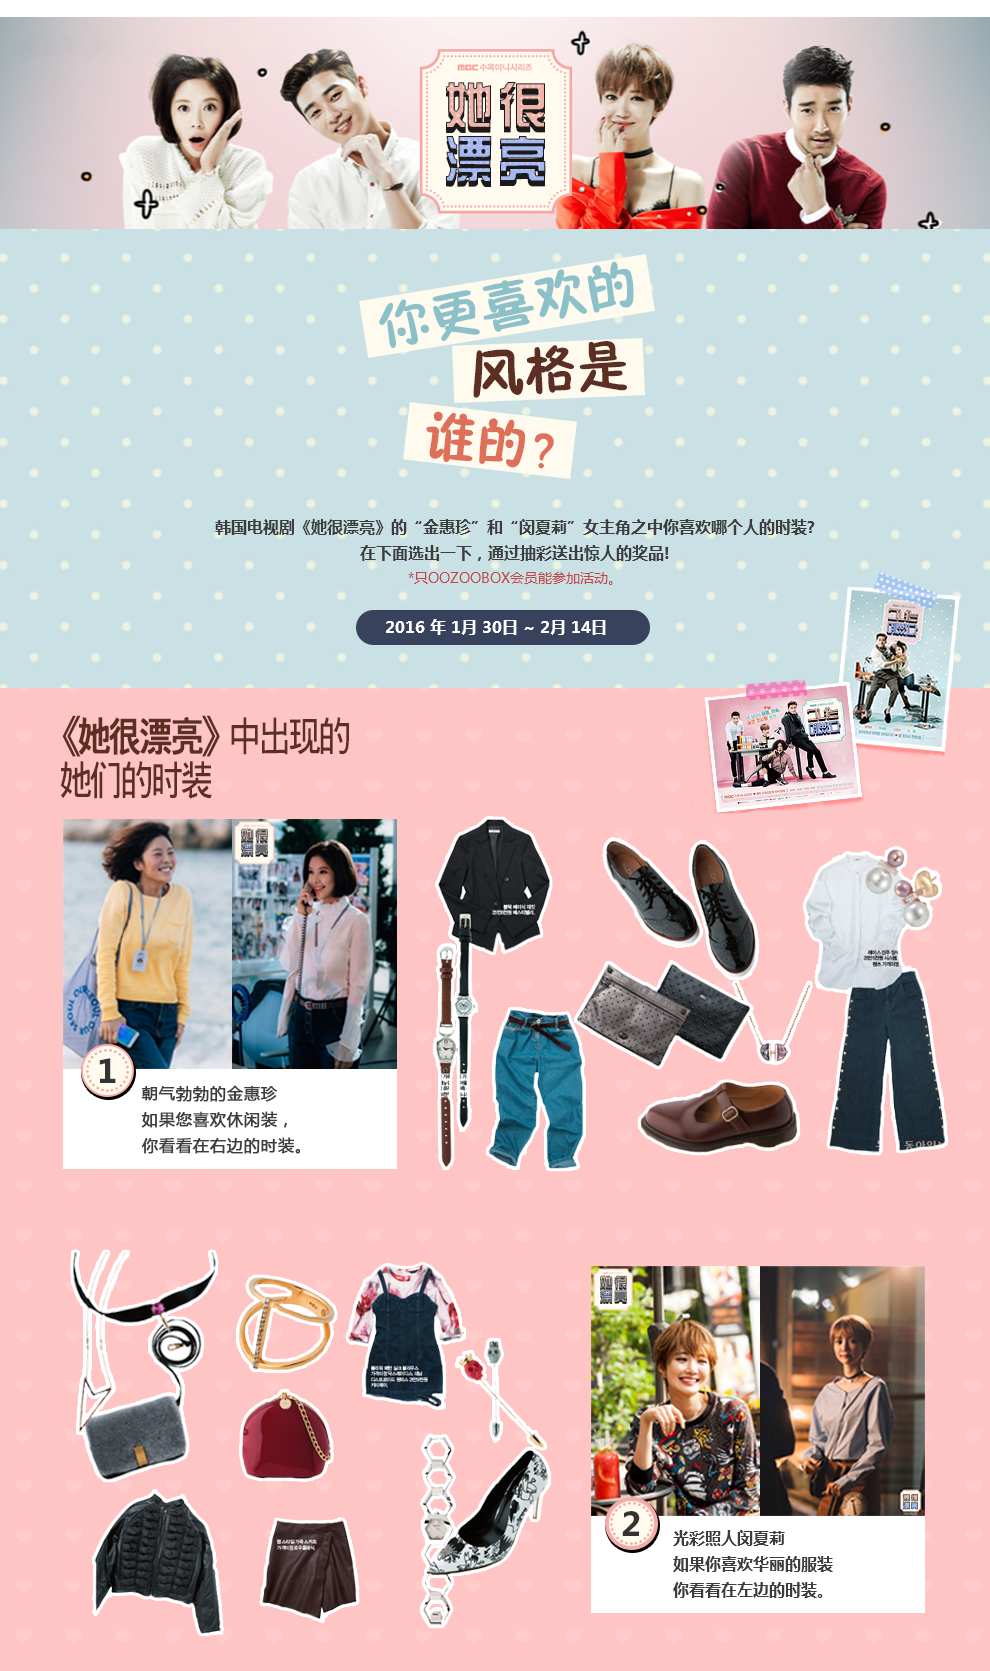 MBC 수목미니시리즈
她很
漂亮
你更喜欢的
风格是
谁的?
韩国电视剧《她很漂亮》的“金惠珍”和“闵夏莉”女主角之中你喜欢哪个人的时装?
在下面选出一下，通过抽彩送出惊人的奖品!
*只OOZOOBOX会员能参加活动。
2016 年 1月 30日 ~ 2月 14日
《她很漂亮》中出现的
她们的时装
她很
漂亮
1
朝气勃勃的金惠珍
如果您喜欢休闲装，
你看看在右边的时装。
她很
漂亮
2
光彩照人闵夏莉
如果你喜欢华丽的服装
你看看在左边的时装。